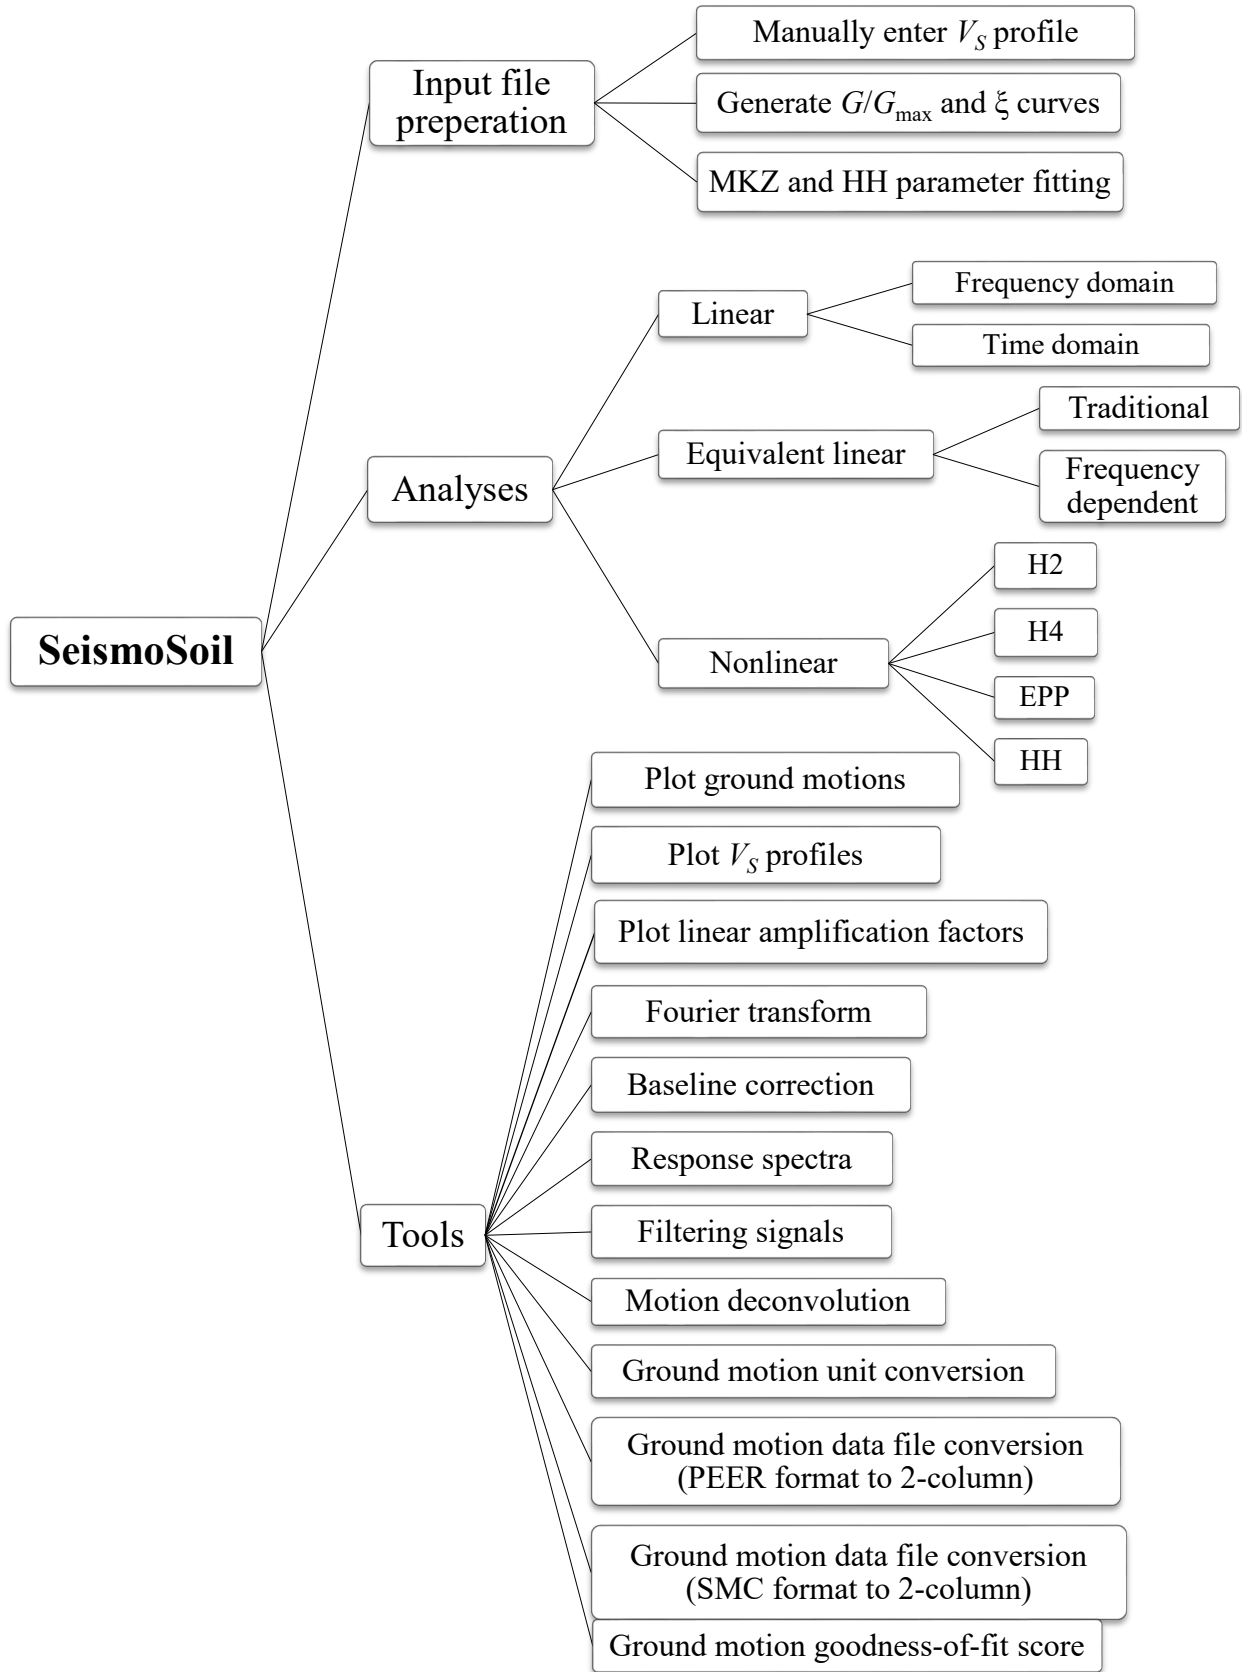 Manually enter V_S profile
Input file
preperation
Generate G/G_max and ξ curves
MKZ and HH parameter fitting
Linear
Frequency domain
Time domain
Analyses
Equivalent linear
Traditional
Frequency
dependent
SeismoSoil
Nonlinear
H2
H4
EPP
HH
Tools
Plot ground motions
Plot V_S profiles
Plot linear amplification factors
Fourier transform
Baseline correction
Response spectra
Filtering signals
Motion deconvolution
Ground motion unit conversion
Ground motion data file conversion
(PEER format to 2-column)
Ground motion data file conversion
(SMC format to 2-column)
Ground motion goodness-of-fit score